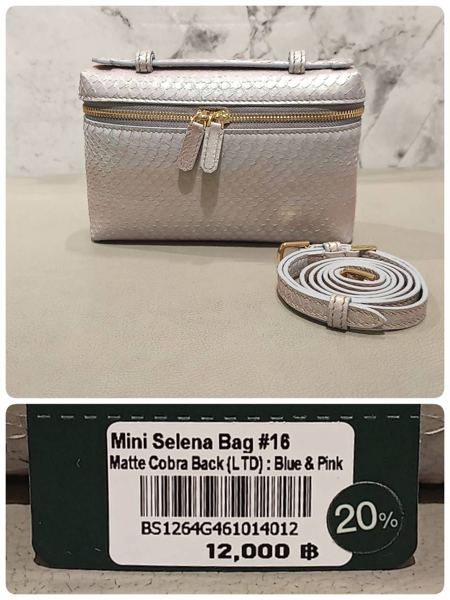 Mini Selena Bag #16
Matte Cobra Back (LTD) : Blue & Pink
BS1264G461014012
12,000 ฿
20%